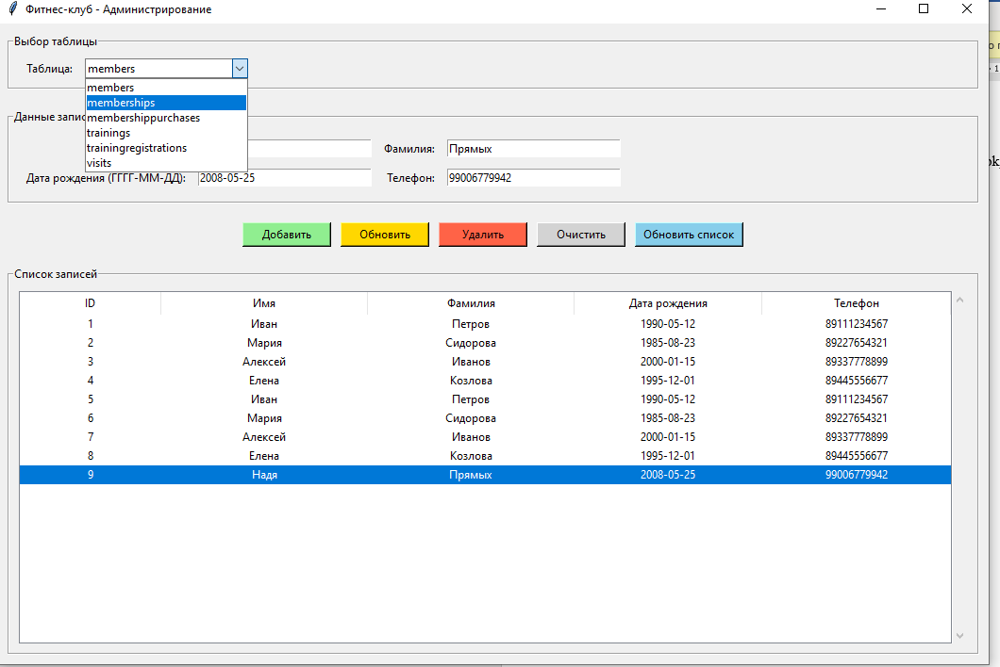 Фитнес-клуб - Администрирование
Выбор таблицы
Таблица: members
members
memberships
membershippurchases
trainings
trainingregistrations
visits
Данные
Фамилия: Прямых
Дата рождения (ГГГГ-ММ-ДД): 2008-05-25 Телефон: 99006779942
Добавить Обновить Удалить Очистить Обновить список
Список записей
ID Имя Фамилия Дата рождения Телефон
1 Иван Петров 1990-05-12 89111234567
2 Мария Сидорова 1985-08-23 89227654321
3 Алексей Иванов 2000-01-15 89337778899
4 Елена Козлова 1995-12-01 89445556677
5 Иван Петров 1990-05-12 89111234567
6 Мария Сидорова 1985-08-23 89227654321
7 Алексей Иванов 2000-01-15 89337778899
8 Елена Козлова 1995-12-01 89445556677
9 Надя Прямых 2008-05-25 99006779942